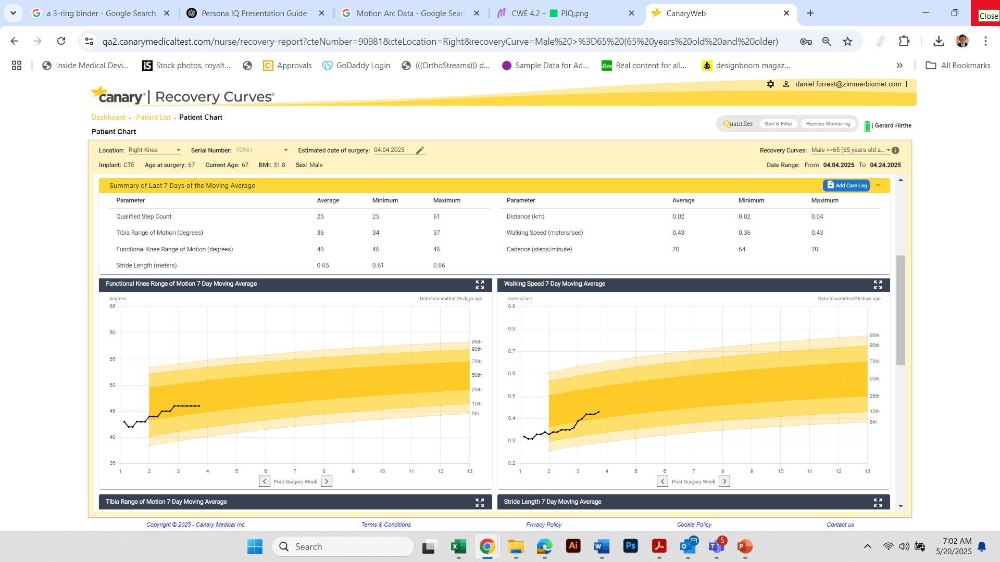 a 3-ring binder - Google Search
Persona IQ Presentation Guide
Motion Arc Data - Google Sear
CWE 4.2 – PIQ.png
CanaryWeb
Close
qa2.canarymedicaltest.com/nurse/recovery-report?cteNumber=90981&cteLocation=Right&recoveryCurve=Male%20>%3D65%20(65%20years%20old%20and%20older)
Inside Medical Devi...
Stock photos, royalt...
Approvals
GoDaddy Login
(((OrthoStreams))) d...
Sample Data for Ad...
Real content for all...
designboom magaz...
All Bookmarks
canary® | Recovery Curves®
daniel.forrest@zimmerbiomet.com
Dashboard - Patient List - Patient Chart
Patient Chart
Quantiles
Sort & Filter
Remote Monitoring
| Gerard Hirthe
Location: Right Knee
Serial Number: 90981
Estimated date of surgery: 04.04.2025
Recovery Curves: Male >=65 (65 years old a...
Implant: CTE Age at surgery: 67 Current Age: 67 BMI: 31.8 Sex: Male
Date Range: From 04.04.2025 To 04.24.2025
Summary of Last 7 Days of the Moving Average
Add Care Log
Parameter Average Minimum Maximum
Qualified Step Count 25 25 61
Tibia Range of Motion (degrees) 36 34 37
Functional Knee Range of Motion (degrees) 46 46 46
Stride Length (meters) 0.65 0.61 0.66
Parameter Average Minimum Maximum
Distance (km) 0.02 0.02 0.04
Walking Speed (meters/sec) 0.43 0.36 0.43
Cadence (steps/minute) 70 64 70
Functional Knee Range of Motion 7-Day Moving Average
degrees
Data transmitted 26 days ago
65
60
55
50
45
40
35
95th
90th
75th
50th
25th
10th
5th
1 2 3 4 5 6 7 8 9 10 11 12 13
Post-Surgery Week
Walking Speed 7-Day Moving Average
meters/sec
Data transmitted 26 days ago
0.9
0.8
0.7
0.6
0.5
0.4
0.3
0.2
95th
90th
75th
50th
25th
10th
5th
1 2 3 4 5 6 7 8 9 10 11 12 13
Post-Surgery Week
Tibia Range of Motion 7-Day Moving Average
Stride Length 7-Day Moving Average
Copyright © 2025 - Canary Medical Inc.
Terms & Conditions
Privacy Policy
Cookie Policy
Contact us
Search
5
7:02 AM
5/20/2025